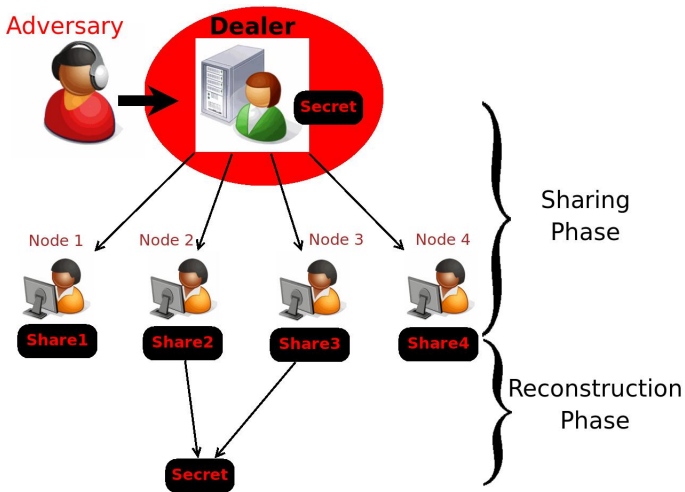 Adversary
Dealer
Secret
Sharing
Phase
Node 1
Node 2
Node 3
Node 4
Share1
Share2
Share3
Share4
Reconstruction
Phase
Secret